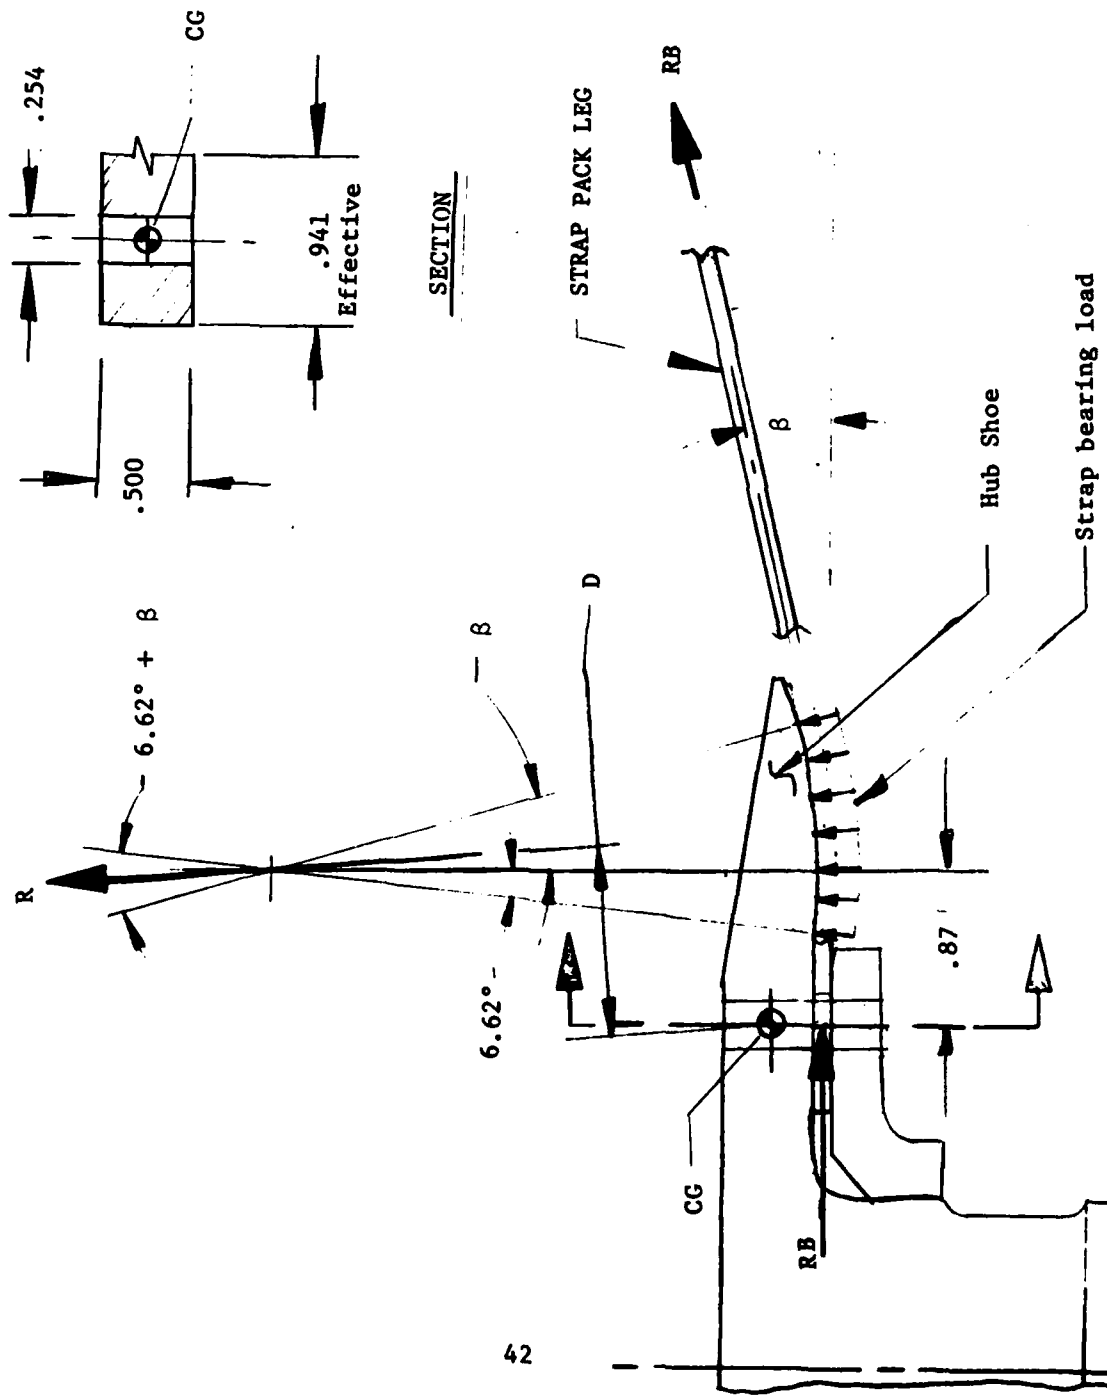 .254
CG
.500
.941
Effective
SECTION
R
- 6.62° + β
- β
6.62° -
D
STRAP PACK LEG
RB
β
Hub Shoe
Strap bearing load
.87
CG
RB
42